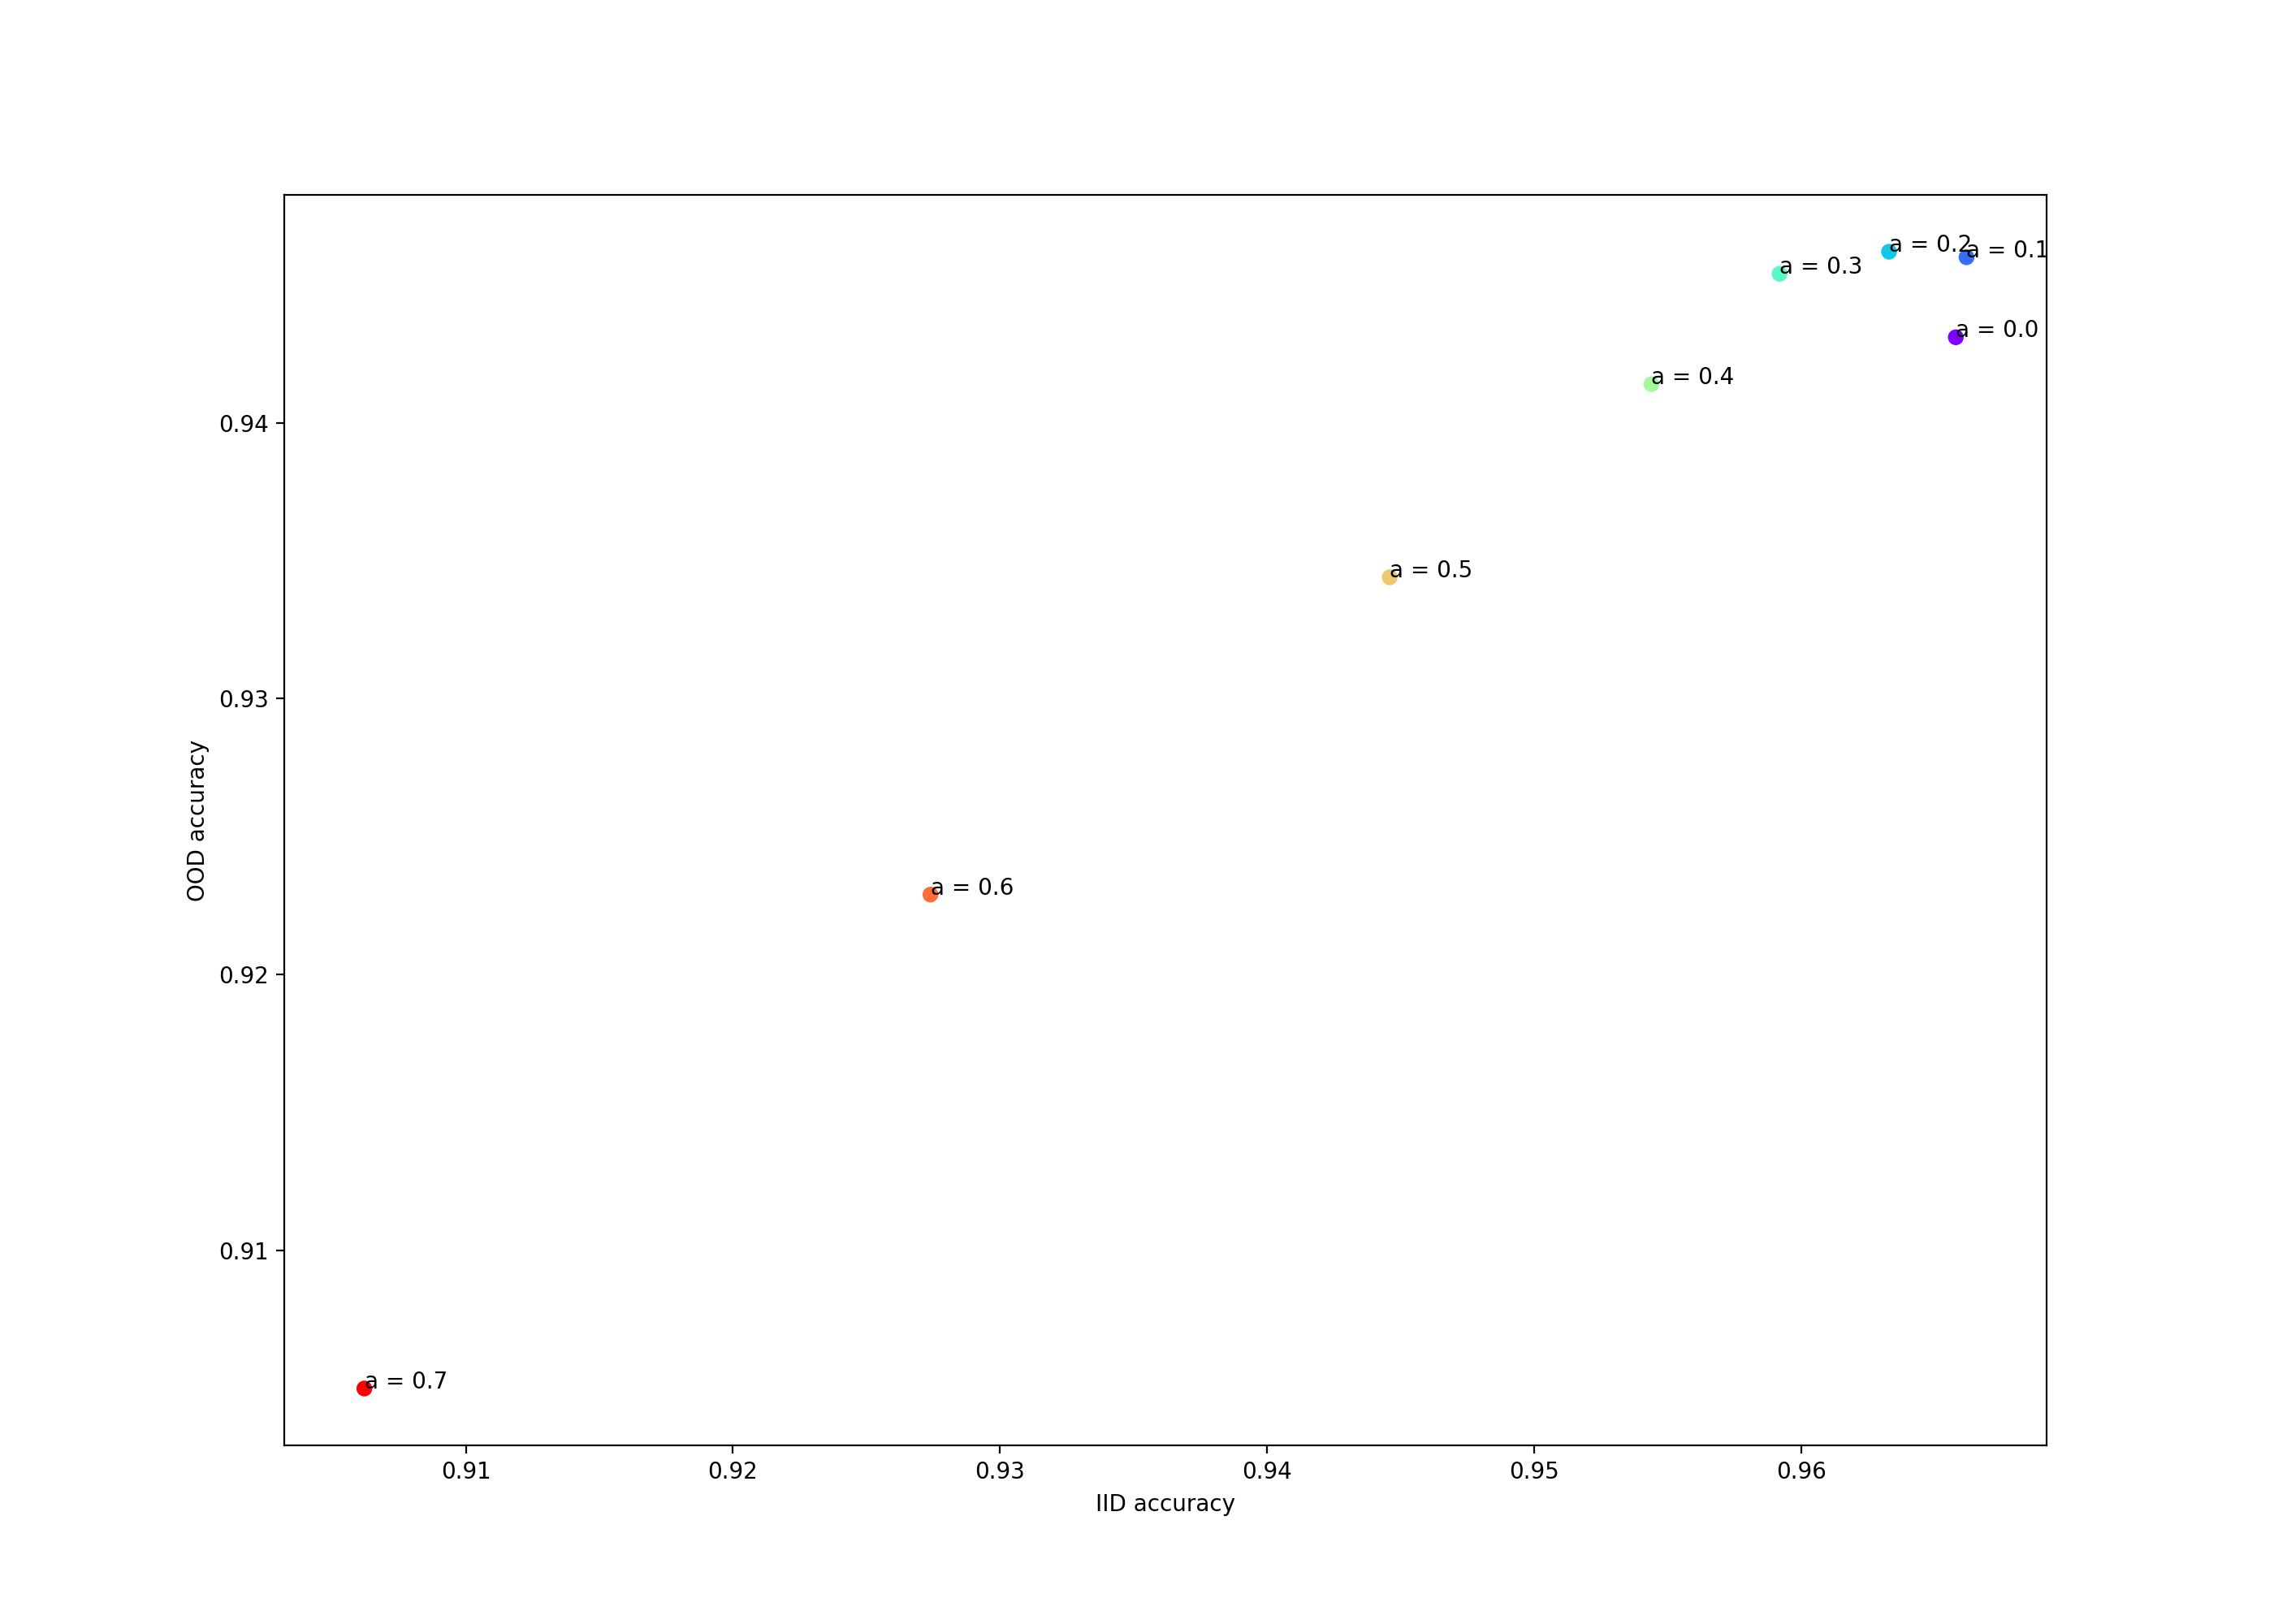 a = 0.2
a = 0.1
a = 0.3
a = 0.0
a = 0.4
0.94
a = 0.5
0.93
OOD accuracy
a = 0.6
0.92
0.91
a = 0.7
0.91 0.92 0.93 0.94 0.95 0.96
IID accuracy